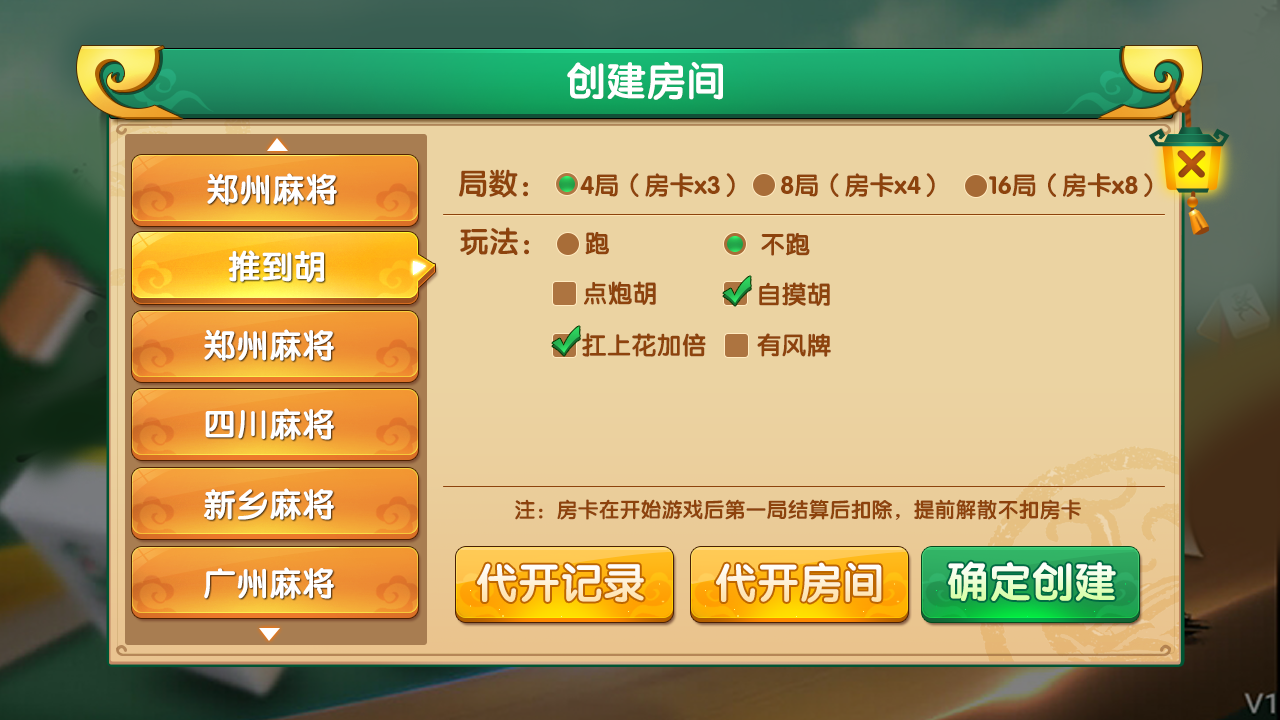 创建房间
郑州麻将
推到胡
郑州麻将
四川麻将
新乡麻将
广州麻将
局数: 4局（房卡x3） 8局（房卡x4） 16局（房卡x8）
玩法: 跑 不跑
点炮胡 自摸胡
扛上花加倍 有风牌
注: 房卡在开始游戏后第一局结算后扣除，提前解散不扣房卡
代开记录 代开房间 确定创建
V1